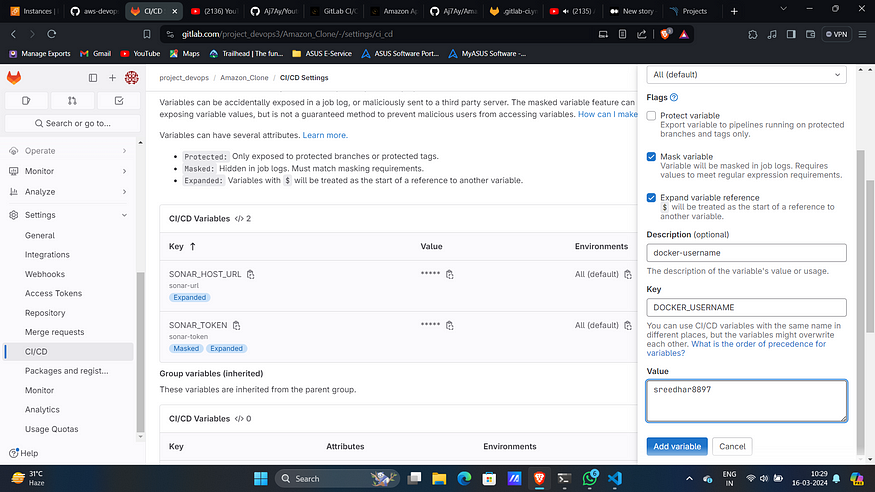 Instances |
aws-devops
CI/CD
(2136) You
Aj7Ay/You
GitLab CI/C
Amazon Ap
Aj7Ay/Ama
.gitlab-ci.yr
(2135)
New story
Projects
gitlab.com/project_devops3/Amazon_Clone/-/settings/ci_cd
VPN
Manage Exports
Gmail
YouTube
Maps
Trailhead | The fun...
ASUS E-Service
ASUS Software Port...
MyASUS Software -...
Search or go to...
Operate
Monitor
Analyze
Settings
General
Integrations
Webhooks
Access Tokens
Repository
Merge requests
CI/CD
Packages and regist...
Monitor
Analytics
Usage Quotas
Help
project_devops / Amazon_Clone / CI/CD Settings
Variables can be accidentally exposed in a job log, or maliciously sent to a third party server. The masked variable feature can
exposing variable values, but is not a guaranteed method to prevent malicious users from accessing variables. How can I make
Variables can have several attributes. Learn more.
• Protected: Only exposed to protected branches or protected tags.
• Masked: Hidden in job logs. Must match masking requirements.
• Expanded: Variables with $ will be treated as the start of a reference to another variable.
CI/CD Variables </> 2
Key ↑ Value Environments
SONAR_HOST_URL ***** All (default)
sonar-url
Expanded
SONAR_TOKEN ***** All (default)
sonar-token
Masked Expanded
Group variables (inherited)
These variables are inherited from the parent group.
CI/CD Variables </> 0
Key Attributes Environments
All (default)
Flags
Protect variable
Export variable to pipelines running on protected
branches and tags only.
Mask variable
Variable will be masked in job logs. Requires
values to meet regular expression requirements.
Expand variable reference
$ will be treated as the start of a reference to
another variable.
Description (optional)
docker-username
The description of the variable's value or usage.
Key
DOCKER_USERNAME
You can use CI/CD variables with the same name in
different places, but the variables might overwrite
each other. What is the order of precedence for
variables?
Value
sreedhar8897
Add variable Cancel
31°C
Haze
Search
6
ENG
IN
10:29
16-03-2024